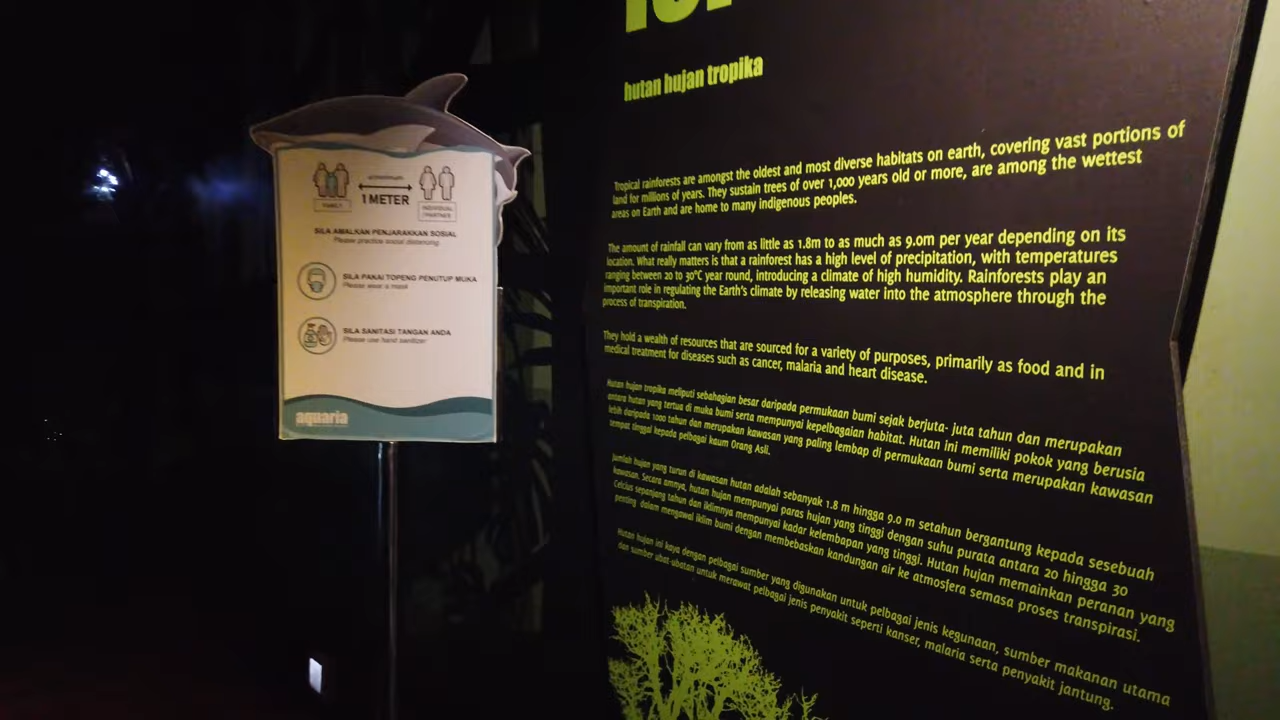 1 METER
FAMILY
INDIVIDUAL
/ PARTNER
SILA AMALKAN PENJARAKKAN SOSIAL
Please practice social distancing
SILA PAKAI TOPENG PENUTUP MUKA
Please wear a mask
SILA SANITASI TANGAN ANDA
Please use hand sanitizer
aquaria
hutan hujan tropika
Tropical rainforests are amongst the oldest and most diverse habitats on earth, covering vast portions of
land for millions of years. They sustain trees of over 1,000 years old or more, are among the wettest
areas on Earth and are home to many indigenous peoples.
The amount of rainfall can vary from as little as 1.8m to as much as 9.0m per year depending on its
location. What really matters is that a rainforest has a high level of precipitation, with temperatures
ranging between 20 to 30°C year round, introducing a climate of high humidity. Rainforests play an
important role in regulating the Earth's climate by releasing water into the atmosphere through the
process of transpiration.
They hold a wealth of resources that are sourced for a variety of purposes, primarily as food and in
medical treatment for diseases such as cancer, malaria and heart disease.
Hutan hujan tropika meliputi sebahagian besar daripada permukaan bumi sejak berjuta- juta tahun dan merupakan
antara hutan yang tertua di muka bumi serta mempunyai kepelbagaian habitat. Hutan ini memiliki pokok yang berusia
lebih daripada 1000 tahun dan merupakan kawasan yang paling lembap di permukaan bumi serta merupakan kawasan
tempat tinggal kepada pelbagai kaum Orang Asli.
Jumlah hujan yang turun di kawasan hutan adalah sebanyak 1.8 m hingga 9.0 m setahun bergantung kepada sesebuah
kawasan. Secara amnya, hutan hujan mempunyai paras hujan yang tinggi dengan suhu purata antara 20 hingga 30
Celcius sepanjang tahun dan iklimnya mempunyai kadar kelembapan yang tinggi. Hutan hujan memainkan peranan yang
penting dalam mengawal iklim bumi dengan membebaskan kandungan air ke atmosfera semasa proses transpirasi.
Hutan hujan ini kaya dengan pelbagai sumber yang digunakan untuk pelbagai jenis kegunaan, sumber makanan utama
dan sumber ubat-ubatan untuk merawat pelbagai jenis penyakit seperti kanser, malaria serta penyakit jantung.